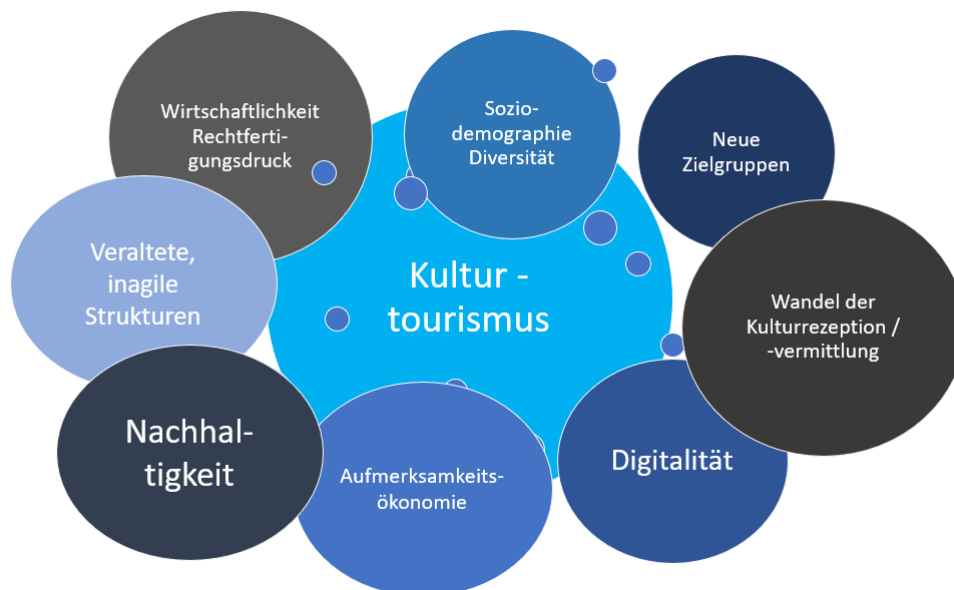 Wirtschaftlichkeit
Rechtferti-
gungsdruck
Sozio-
demographie
Diversität
Neue
Zielgruppen
Veraltete,
inagile
Strukturen
Kultur -
tourismus
Wandel der
Kulturrezeption /
-vermittlung
Nachhal-
tigkeit
Aufmerksamkeits-
ökonomie
Digitalität